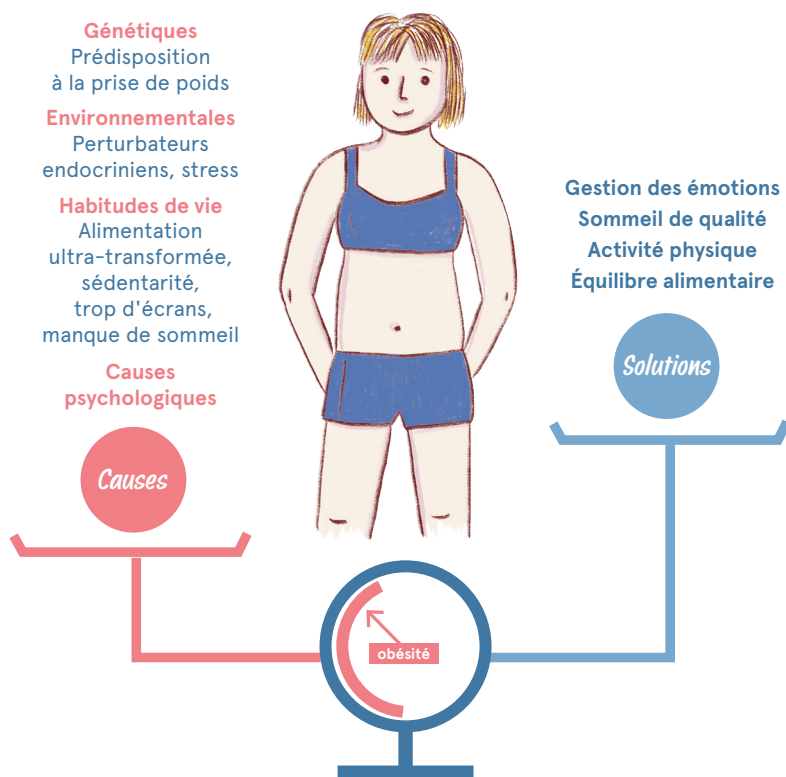 Génétiques
Prédisposition
à la prise de poids
Environnementales
Perturbateurs
endocriniens, stress
Habitudes de vie
Alimentation
ultra-transformée,
sédentarité,
trop d'écrans,
manque de sommeil
Causes
psychologiques
Causes
Gestion des émotions
Sommeil de qualité
Activité physique
Équilibre alimentaire
Solutions
obésité